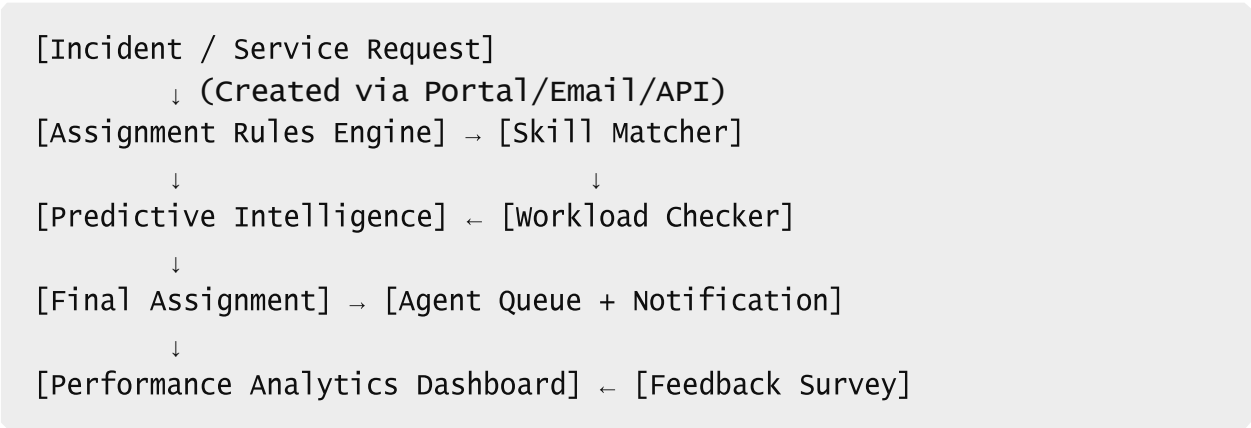 [Incident / Service Request]
↓ (Created via Portal/Email/API)
[Assignment Rules Engine] → [Skill Matcher]
↓ ↓
[Predictive Intelligence] ← [Workload Checker]
↓
[Final Assignment] → [Agent Queue + Notification]
↓
[Performance Analytics Dashboard] ← [Feedback Survey]